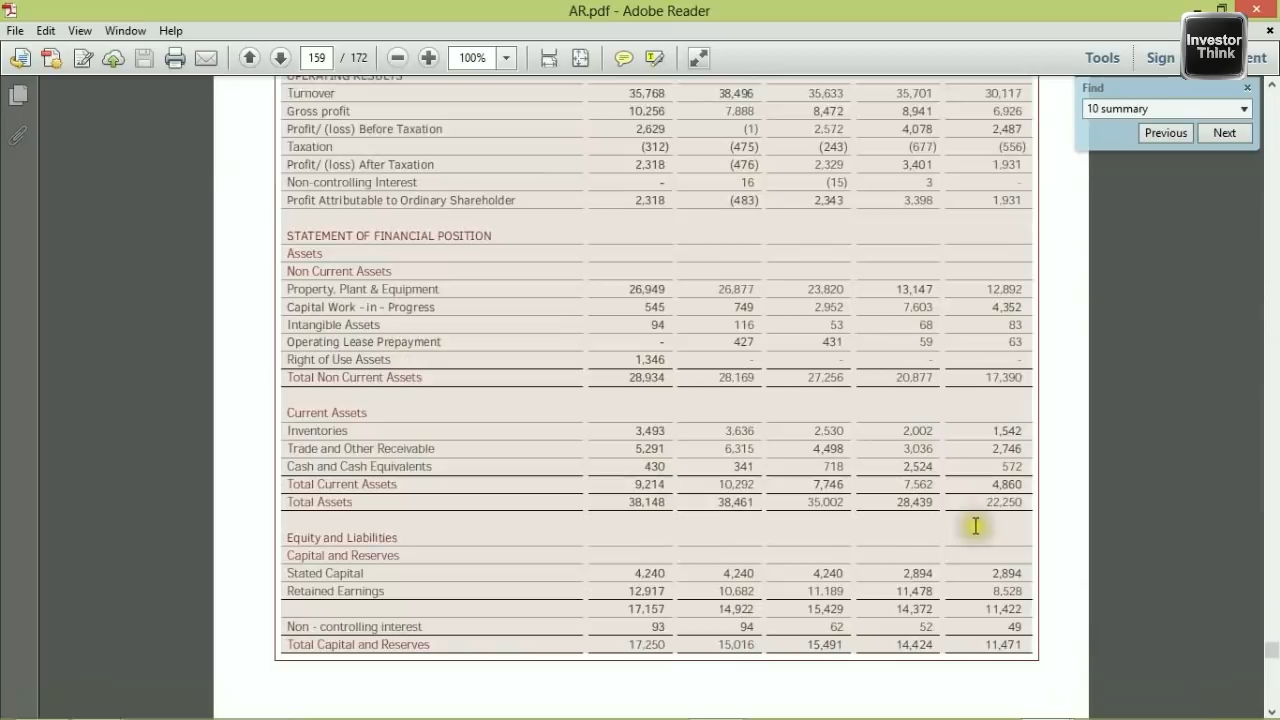 AR.pdf - Adobe Reader
File Edit View Window Help
159 / 172 100% Tools Sign
Investor
Think
Find
10 summary
Previous Next
OPERATING RESULTS
Turnover 35,768 38,496 35,633 35,701 30,117
Gross profit 10,256 7,888 8,472 8,941 6,926
Profit/ (loss) Before Taxation 2,629 (1) 2,572 4,078 2,487
Taxation (312) (475) (243) (677) (556)
Profit/ (loss) After Taxation 2,318 (476) 2,329 3,401 1,931
Non-controlling Interest - 16 (15) 3 -
Profit Attributable to Ordinary Shareholder 2,318 (483) 2,343 3,398 1,931
STATEMENT OF FINANCIAL POSITION
Assets
Non Current Assets
Property, Plant & Equipment 26,949 26,877 23,820 13,147 12,892
Capital Work - in - Progress 545 749 2,952 7,603 4,352
Intangible Assets 94 116 53 68 83
Operating Lease Prepayment - 427 431 59 63
Right of Use Assets 1,346 - - - -
Total Non Current Assets 28,934 28,169 27,256 20,877 17,390
Current Assets
Inventories 3,493 3,636 2,530 2,002 1,542
Trade and Other Receivable 5,291 6,315 4,498 3,036 2,746
Cash and Cash Equivalents 430 341 718 2,524 572
Total Current Assets 9,214 10,292 7,746 7,562 4,860
Total Assets 38,148 38,461 35,002 28,439 22,250
Equity and Liabilities
Capital and Reserves
Stated Capital 4,240 4,240 4,240 2,894 2,894
Retained Earnings 12,917 10,682 11,189 11,478 8,528
17,157 14,922 15,429 14,372 11,422
Non - controlling interest 93 94 62 52 49
Total Capital and Reserves 17,250 15,016 15,491 14,424 11,471